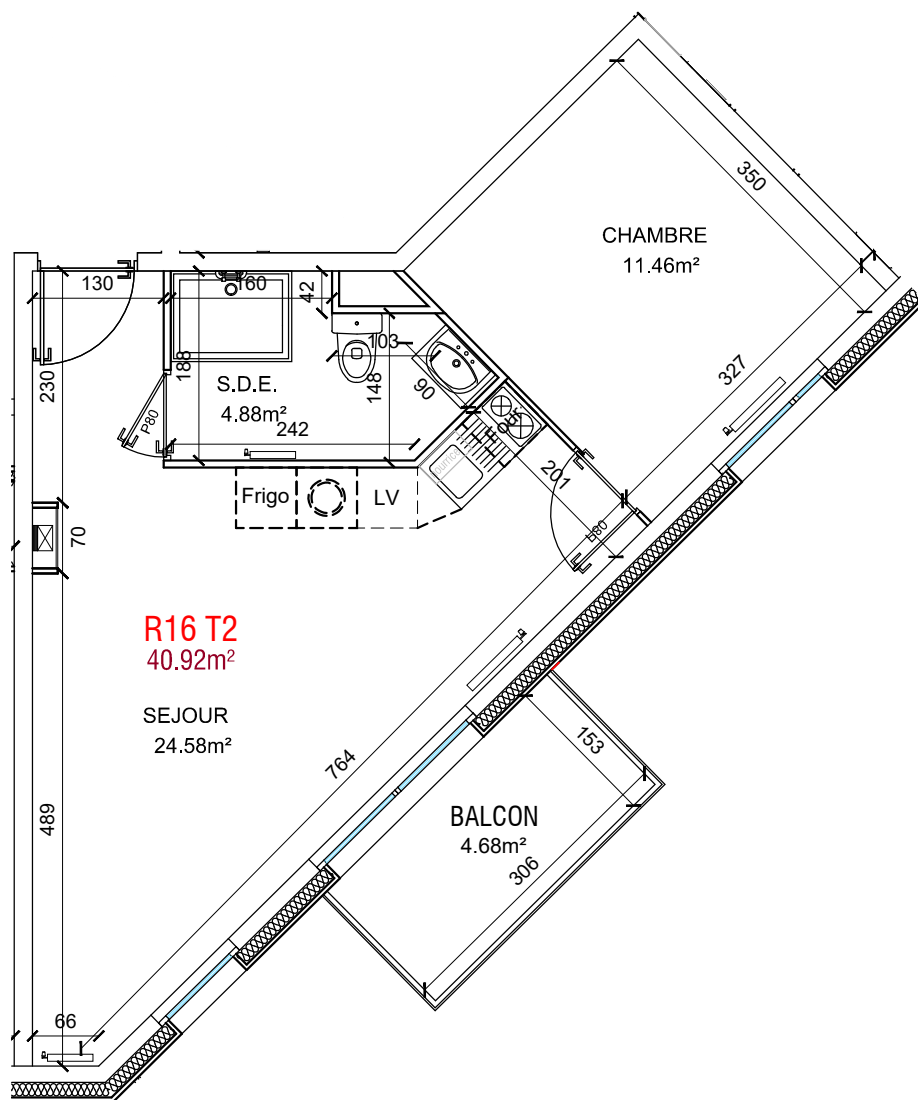 350
CHAMBRE
11.46m²
327
130
160
42
103
188
230
S.D.E.
4.88m²
148
90
P80
242
our
201
Frigo
LV
P80
70
R16 T2
40.92m²
SEJOUR
24.58m²
764
153
489
BALCON
4.68m²
306
66